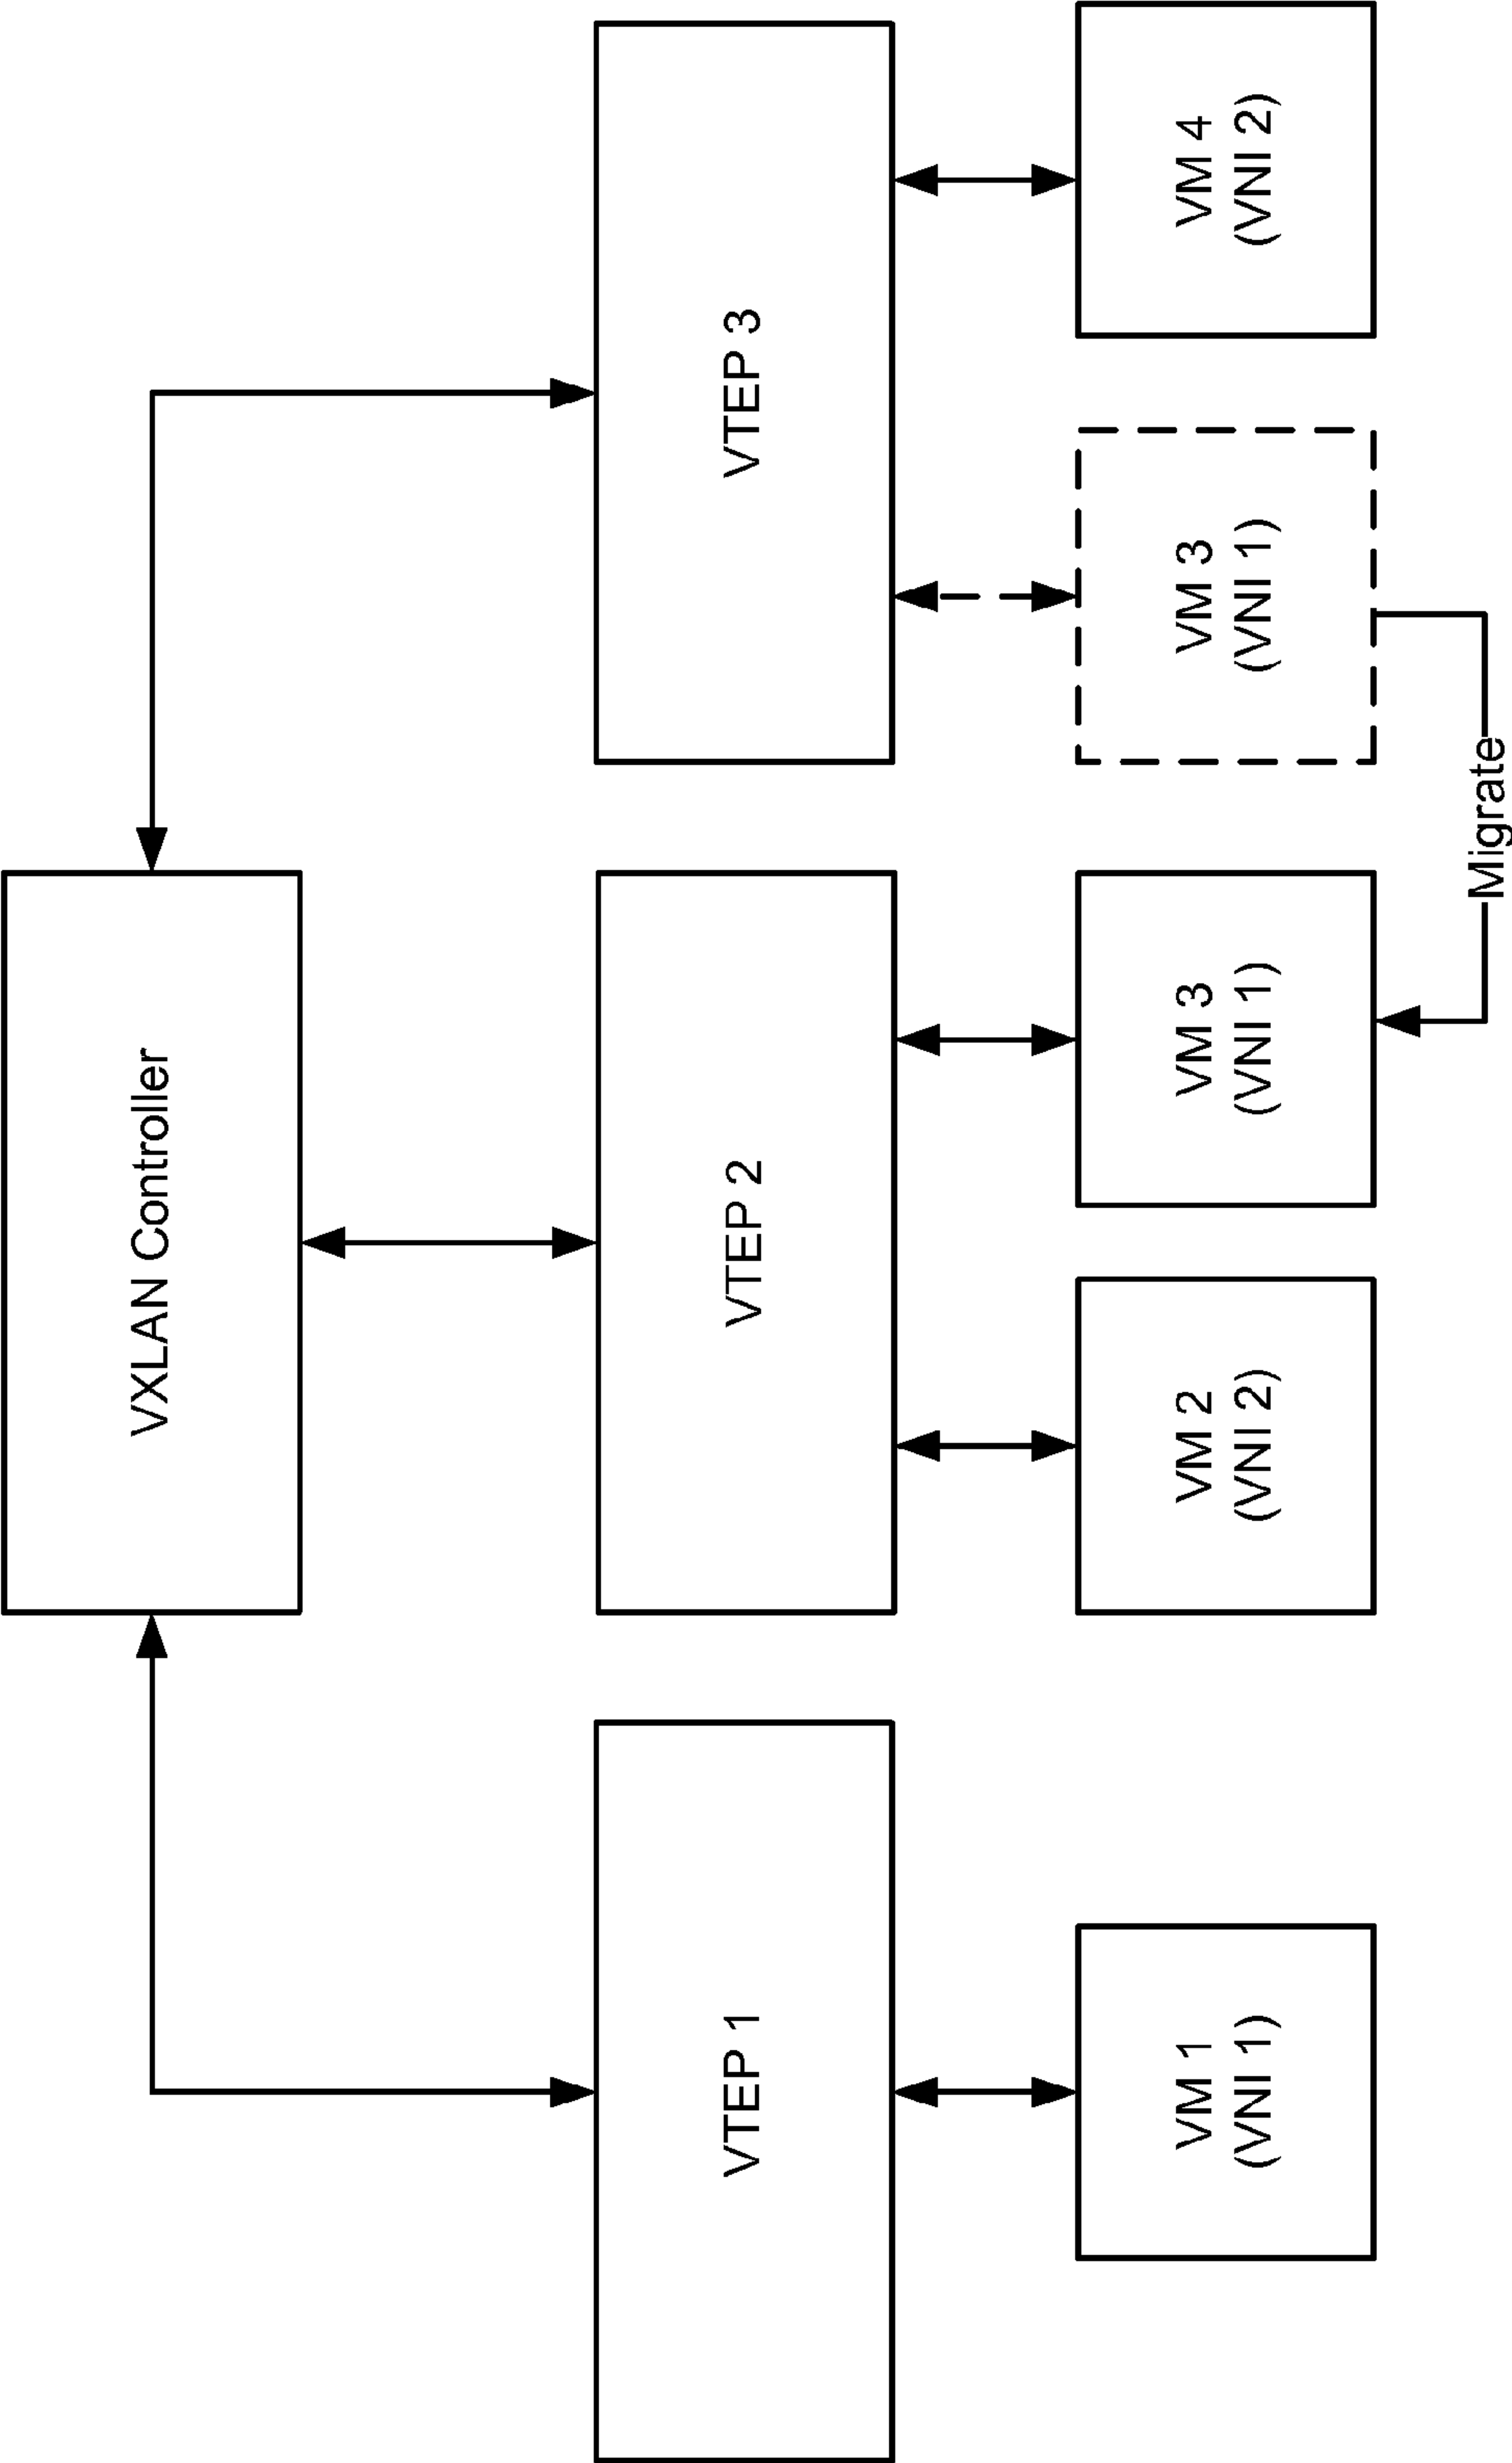 VXLAN Controller
VTEP 1
VTEP 2
VTEP 3
VM 1
(VNI 1)
VM 2
(VNI 2)
VM 3
(VNI 1)
VM 3
(VNI 1)
VM 4
(VNI 2)
Migrate